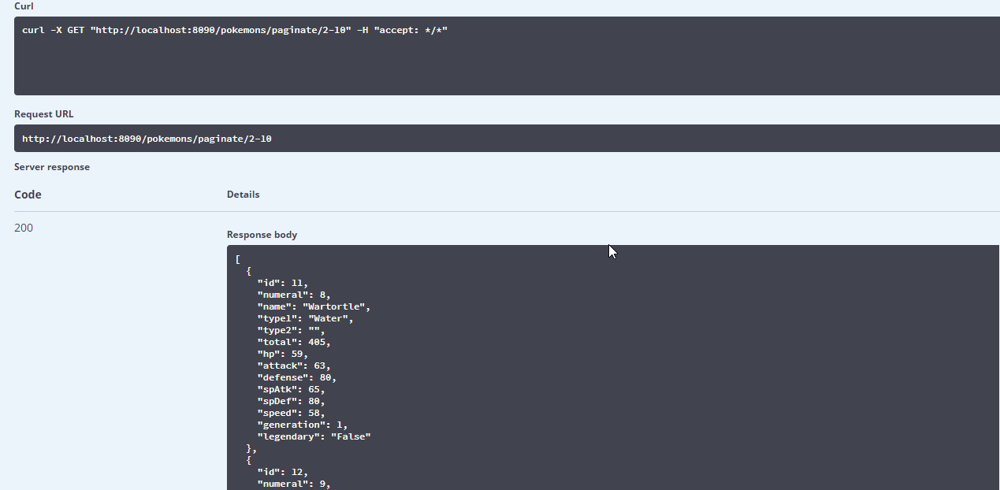 Curl
curl -X GET "http://localhost:8090/pokemons/paginate/2-10" -H "accept: */*"
Request URL
http://localhost:8090/pokemons/paginate/2-10
Server response
Code Details
200
Response body
[
{
"id": 11,
"numeral": 8,
"name": "Wartortle",
"type1": "Water",
"type2": "",
"total": 405,
"hp": 59,
"attack": 63,
"defense": 80,
"spAtk": 65,
"spDef": 80,
"speed": 58,
"generation": 1,
"legendary": "False"
},
{
"id": 12,
"numeral": 9,